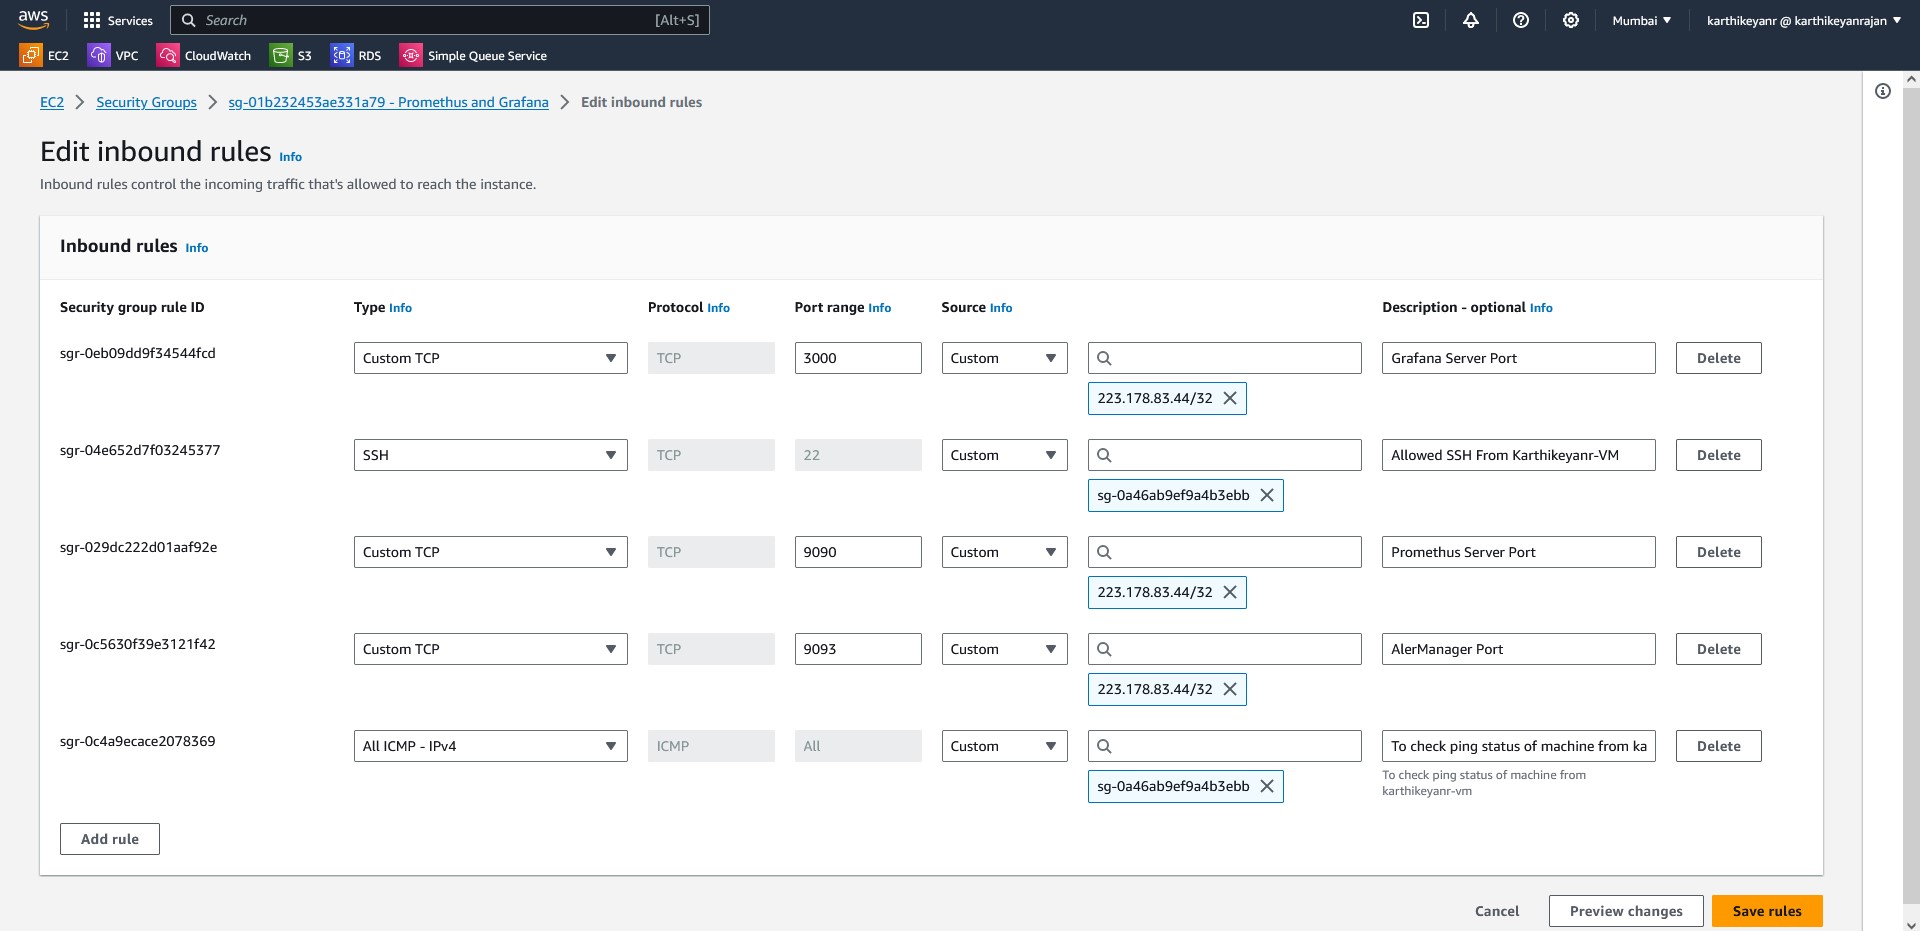 aws Services Search [Alt+S] Mumbai karthikeyanr @ karthikeyanrajan
EC2 VPC CloudWatch S3 RDS Simple Queue Service
EC2 Security Groups sg-01b232453ae331a79 - Promethus and Grafana Edit inbound rules
Edit inbound rules Info
Inbound rules control the incoming traffic that's allowed to reach the instance.
Inbound rules Info
Security group rule ID Type Info Protocol Info Port range Info Source Info Description - optional Info
sgr-0eb09dd9f34544fcd Custom TCP TCP 3000 Custom Grafana Server Port Delete
223.178.83.44/32
sgr-04e652d7f03245377 SSH TCP 22 Custom Allowed SSH From Karthikeyanr-VM Delete
sg-0a46ab9ef9a4b3ebb
sgr-029dc222d01aaf92e Custom TCP TCP 9090 Custom Promethus Server Port Delete
223.178.83.44/32
sgr-0c5630f39e3121f42 Custom TCP TCP 9093 Custom AlerManager Port Delete
223.178.83.44/32
sgr-0c4a9ecace2078369 All ICMP - IPv4 ICMP All Custom To check ping status of machine from ka Delete
sg-0a46ab9ef9a4b3ebb To check ping status of machine from
karthikeyanr-vm
Add rule
Cancel Preview changes Save rules